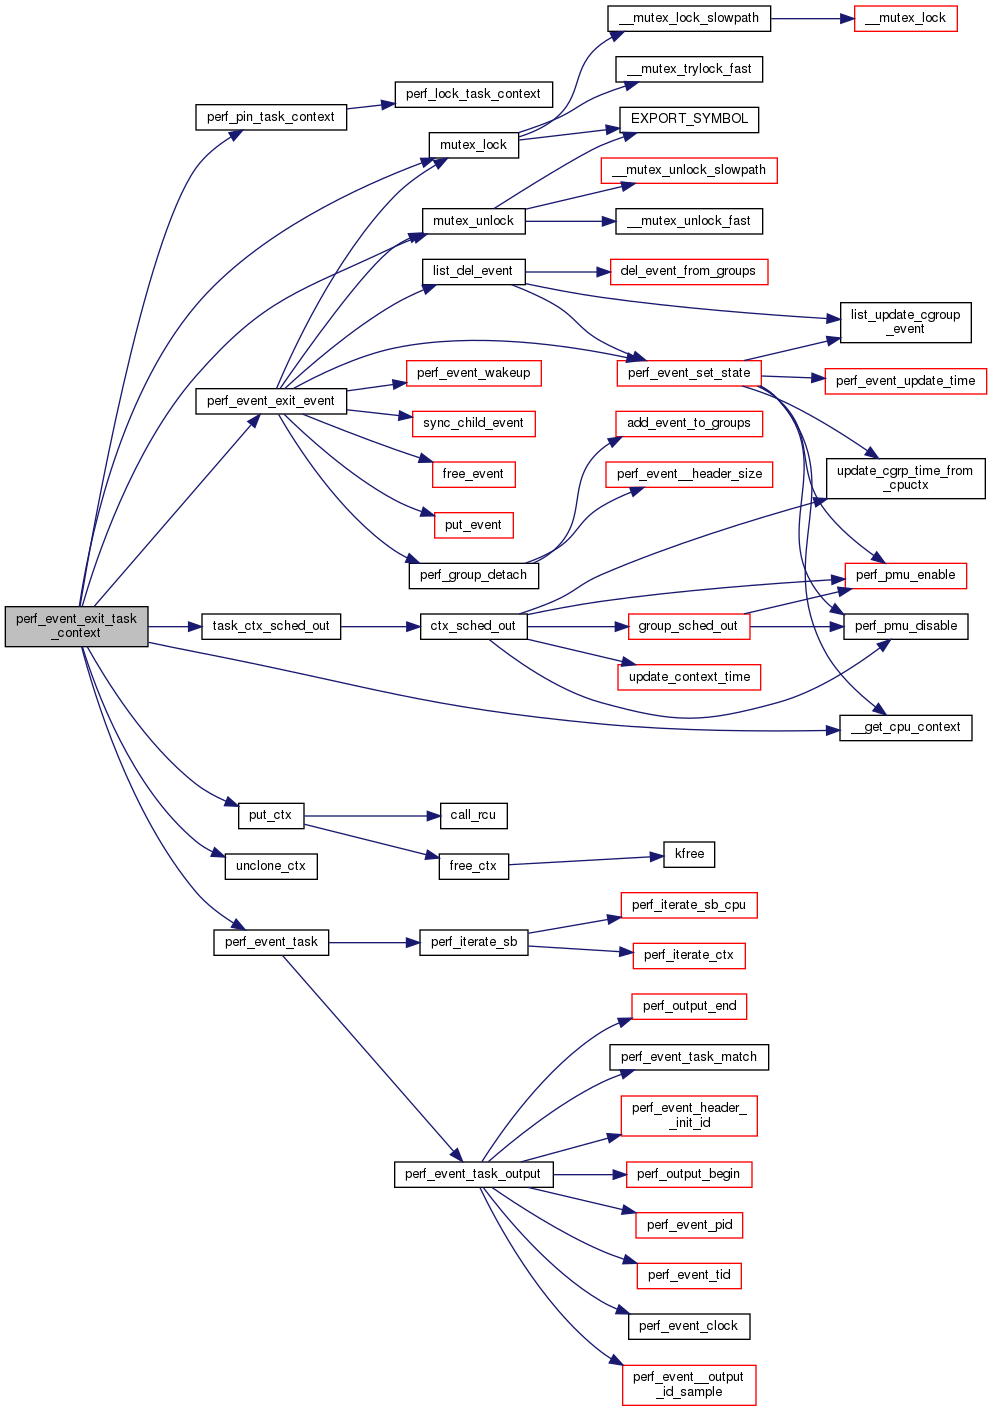 __mutex_lock_slowpath
__mutex_lock
__mutex_trylock_fast
perf_lock_task_context
perf_pin_task_context
EXPORT_SYMBOL
mutex_lock
__mutex_unlock_slowpath
mutex_unlock
__mutex_unlock_fast
list_del_event
del_event_from_groups
list_update_cgroup
_event
perf_event_set_state
perf_event_wakeup
perf_event_update_time
perf_event_exit_event
sync_child_event
add_event_to_groups
free_event
perf_event__header_size
update_cgrp_time_from
_cpuctx
put_event
perf_group_detach
perf_pmu_enable
perf_event_exit_task
_context
task_ctx_sched_out
ctx_sched_out
group_sched_out
perf_pmu_disable
update_context_time
__get_cpu_context
put_ctx
call_rcu
kfree
unclone_ctx
free_ctx
perf_iterate_sb_cpu
perf_event_task
perf_iterate_sb
perf_iterate_ctx
perf_output_end
perf_event_task_match
perf_event_header_
_init_id
perf_event_task_output
perf_output_begin
perf_event_pid
perf_event_tid
perf_event_clock
perf_event__output
_id_sample